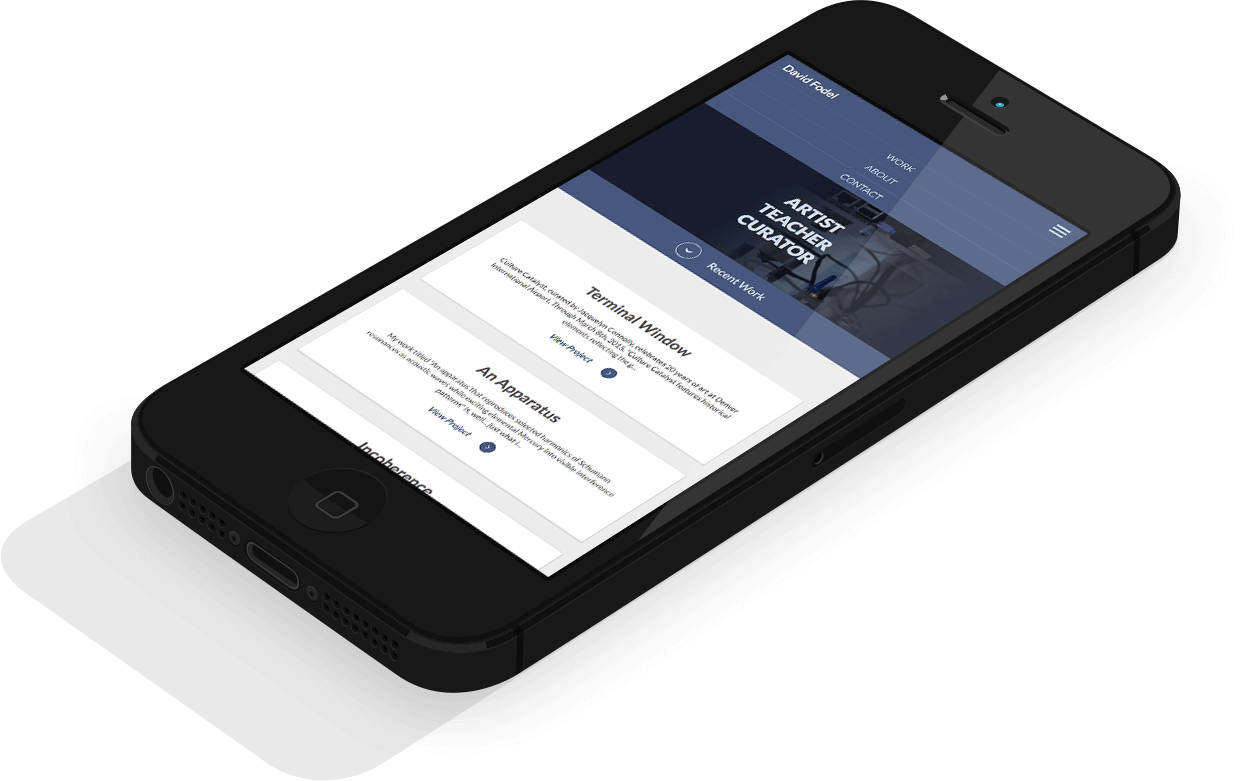 David Fodel
WORK
ABOUT
CONTACT
ARTIST
TEACHER
CURATOR
Recent Work
Terminal Window
Culture Catalyst, curated by Jacquelyn Connolly, celebrates 20 years of art at Denver
International Airport. Through March 8th, 2015, "Culture Catalyst features historical
elements reflecting the g...
View Project
An Apparatus
My work titled "An apparatus that reproduces selected harmonics of Schumann
resonances as acoustic waves while exciting elemental Mercury into visible interference
patterns" is, well... just what i...
View Project
Incoherence